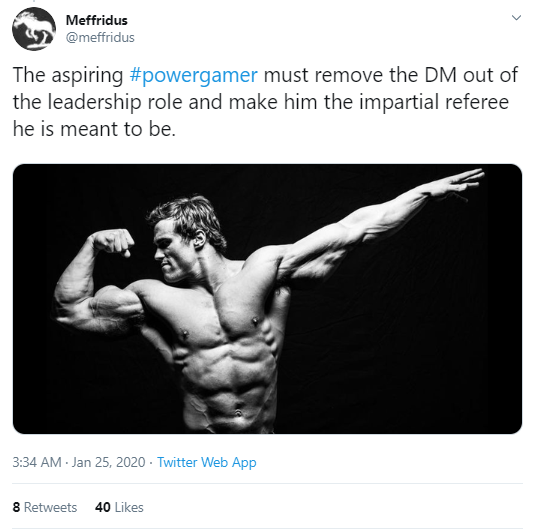 Meffridus
@meffridus
The aspiring #powergamer must remove the DM out of
the leadership role and make him the impartial referee
he is meant to be.
3:34 AM · Jan 25, 2020 · Twitter Web App
8 Retweets 40 Likes